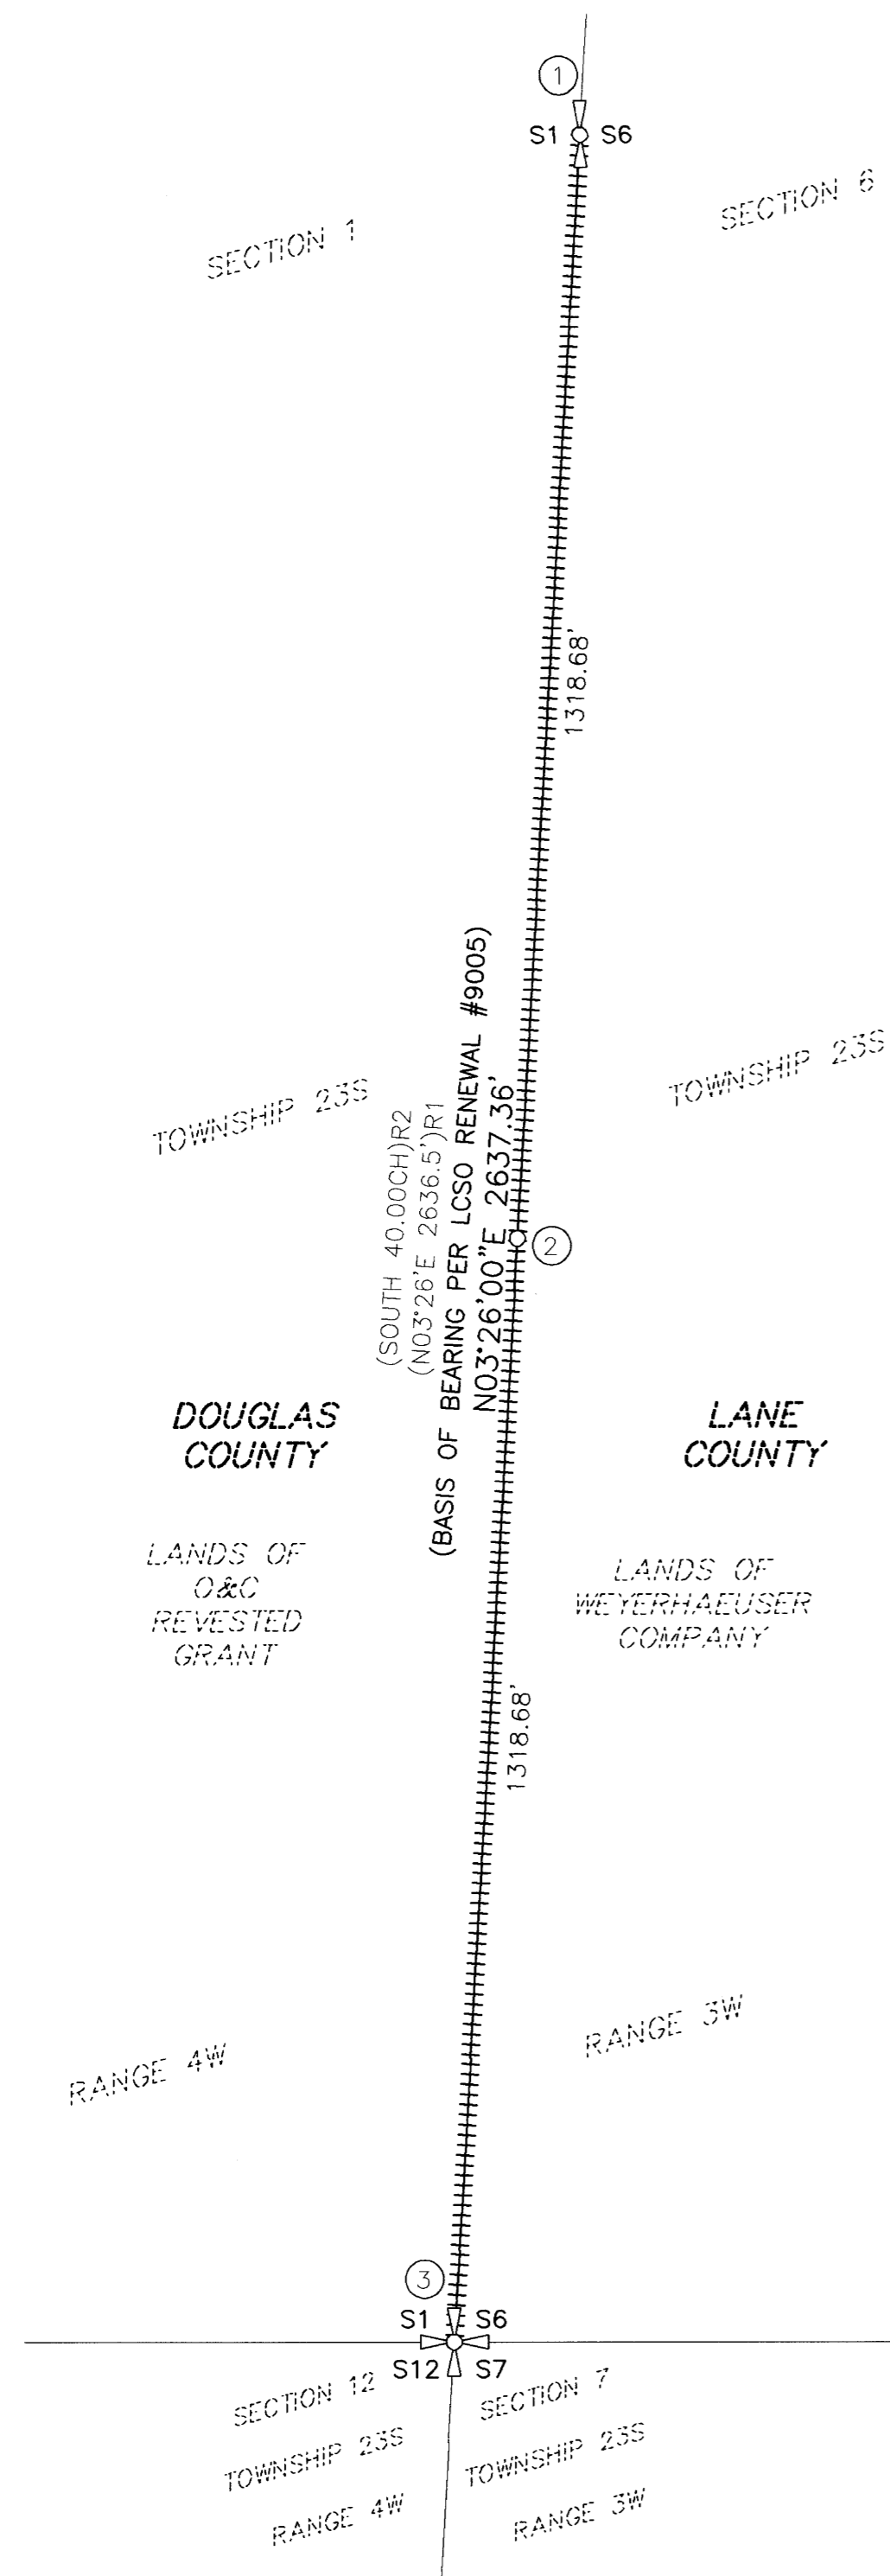 1
S1 S6
SECTION 1
SECTION 6
1318.68'
TOWNSHIP 23S
TOWNSHIP 23S
(SOUTH 40.00CH)R2
(N03°26'E 2636.5')R1
(BASIS OF BEARING PER LCSO RENEWAL #9005)
N03°26'00"E 2637.36'
2
DOUGLAS
COUNTY
LANE
COUNTY
LANDS OF
O&C
REVESTED
GRANT
LANDS OF
WEYERHAEUSER
COMPANY
1318.68'
RANGE 4W
RANGE 3W
3
S1 S6
S12 S7
SECTION 12
TOWNSHIP 23S
RANGE 4W
SECTION 7
TOWNSHIP 23S
RANGE 3W